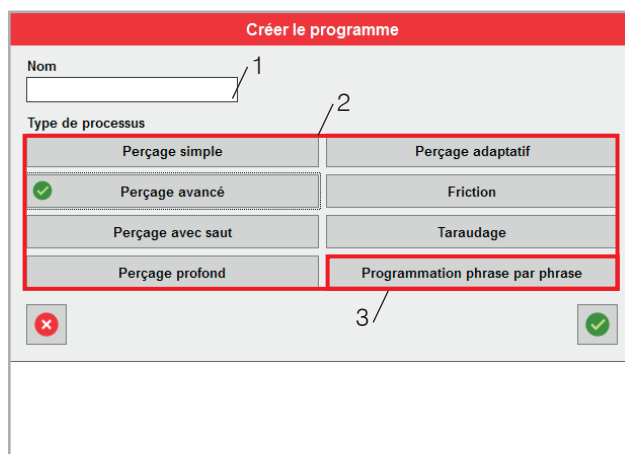 Créer le programme
Nom
1
2
Type de processus
Perçage simple
Perçage adaptatif
Perçage avancé
Friction
Perçage avec saut
Taraudage
Perçage profond
Programmation phrase par phrase
3